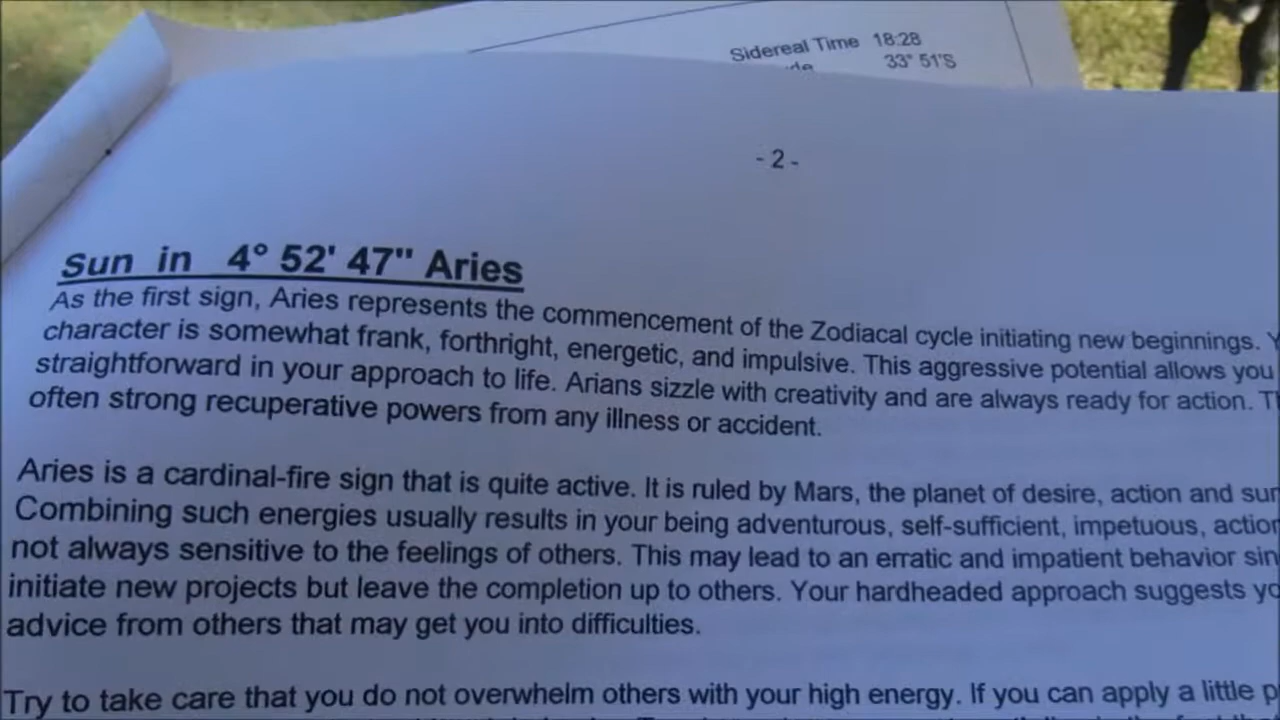 Sidereal Time 18:28
33° 51'S
- 2 -
Sun in 4° 52' 47" Aries
As the first sign, Aries represents the commencement of the Zodiacal cycle initiating new beginnings.
character is somewhat frank, forthright, energetic, and impulsive. This aggressive potential allows you
straightforward in your approach to life. Arians sizzle with creativity and are always ready for action.
often strong recuperative powers from any illness or accident.
Aries is a cardinal-fire sign that is quite active. It is ruled by Mars, the planet of desire, action and
Combining such energies usually results in your being adventurous, self-sufficient, impetuous,
not always sensitive to the feelings of others. This may lead to an erratic and impatient behavior
initiate new projects but leave the completion up to others. Your hardheaded approach suggests
advice from others that may get you into difficulties.
Try to take care that you do not overwhelm others with your high energy. If you can apply a little